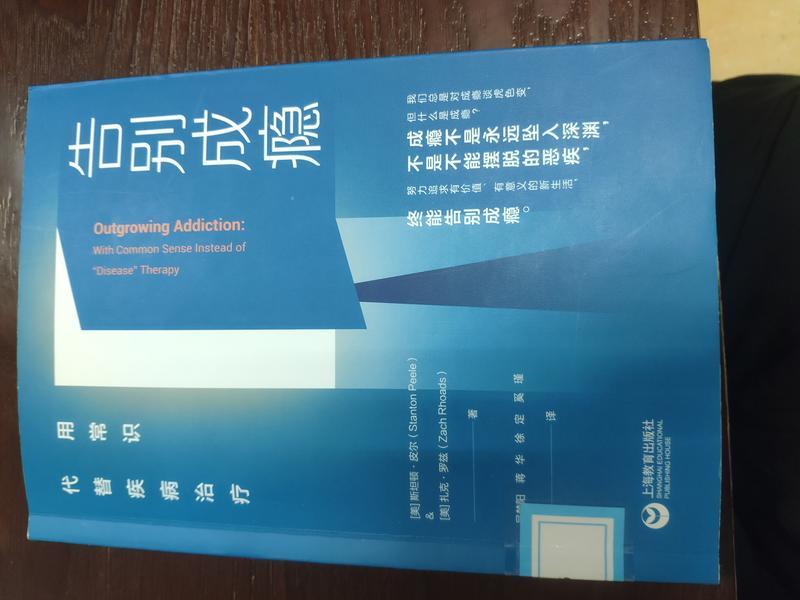 告别成瘾
Outgrowing Addiction:
With Common Sense Instead of
"Disease" Therapy
用常识
代替疾病治疗
[美] 斯坦顿·皮尔（Stanton Peele）
&
[美] 扎克·罗兹（Zach Rhoads）
著
阳 蒋 华 徐 定 奚 瑾
译
我们总是对成瘾谈虎色变，
但什么是成瘾？
成瘾不是永远坠入深渊，
不是不能摆脱的恶疾，
努力追求有价值、有意义的新生活，
终能告别成瘾。
上海教育出版社
SHANGHAI EDUCATIONAL
PUBLISHING HOUSE